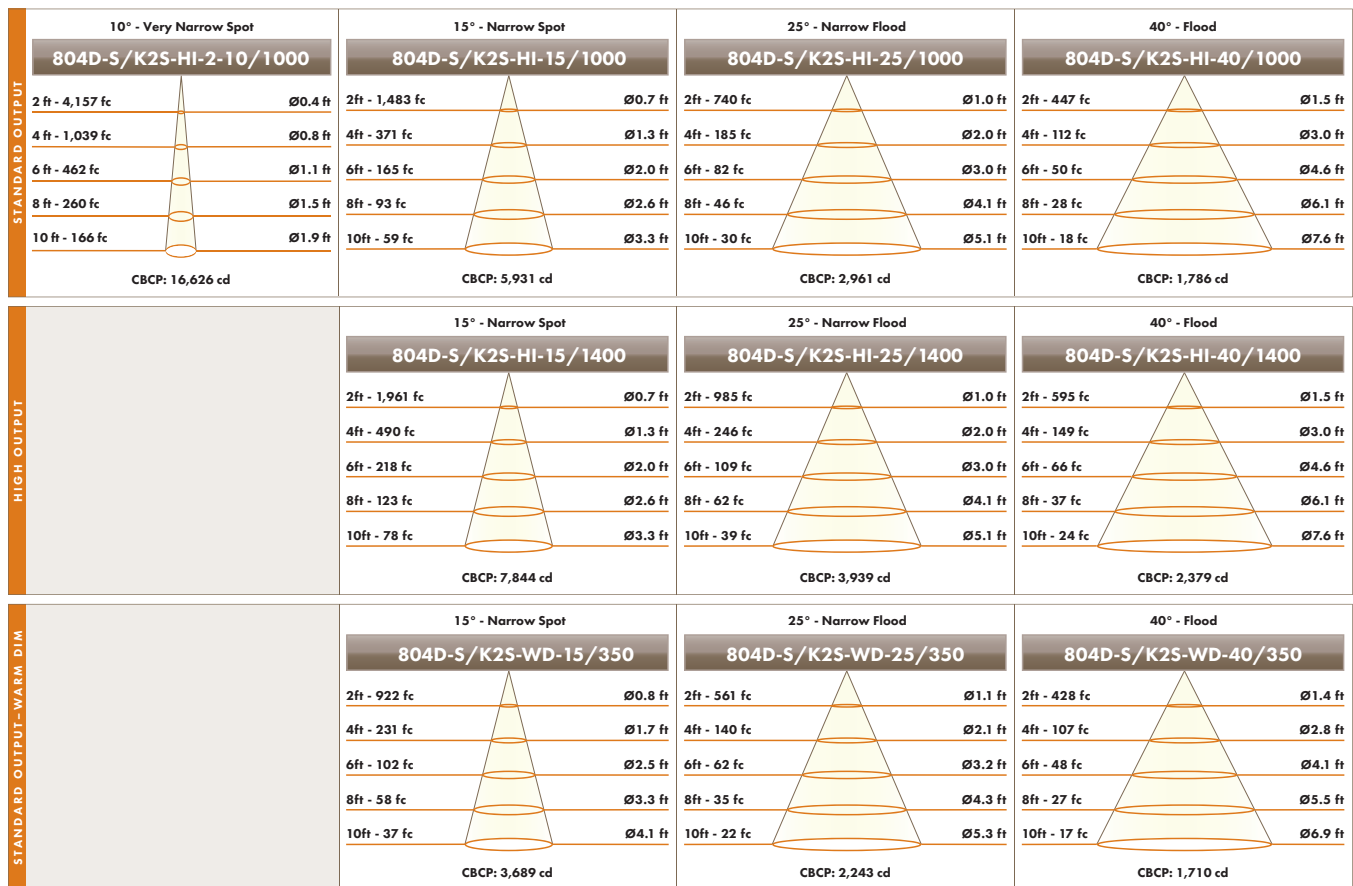 STANDARD OUTPUT
10° - Very Narrow Spot
804D-S/K2S-HI-2-10/1000
2 ft - 4,157 fc Ø0.4 ft
4 ft - 1,039 fc Ø0.8 ft
6 ft - 462 fc Ø1.1 ft
8 ft - 260 fc Ø1.5 ft
10 ft - 166 fc Ø1.9 ft
CBCP: 16,626 cd
15° - Narrow Spot
804D-S/K2S-HI-15/1000
2ft - 1,483 fc Ø0.7 ft
4ft - 371 fc Ø1.3 ft
6ft - 165 fc Ø2.0 ft
8ft - 93 fc Ø2.6 ft
10ft - 59 fc Ø3.3 ft
CBCP: 5,931 cd
25° - Narrow Flood
804D-S/K2S-HI-25/1000
2ft - 740 fc Ø1.0 ft
4ft - 185 fc Ø2.0 ft
6ft - 82 fc Ø3.0 ft
8ft - 46 fc Ø4.1 ft
10ft - 30 fc Ø5.1 ft
CBCP: 2,961 cd
40° - Flood
804D-S/K2S-HI-40/1000
2ft - 447 fc Ø1.5 ft
4ft - 112 fc Ø3.0 ft
6ft - 50 fc Ø4.6 ft
8ft - 28 fc Ø6.1 ft
10ft - 18 fc Ø7.6 ft
CBCP: 1,786 cd
HIGH OUTPUT
15° - Narrow Spot
804D-S/K2S-HI-15/1400
2ft - 1,961 fc Ø0.7 ft
4ft - 490 fc Ø1.3 ft
6ft - 218 fc Ø2.0 ft
8ft - 123 fc Ø2.6 ft
10ft - 78 fc Ø3.3 ft
CBCP: 7,844 cd
25° - Narrow Flood
804D-S/K2S-HI-25/1400
2ft - 985 fc Ø1.0 ft
4ft - 246 fc Ø2.0 ft
6ft - 109 fc Ø3.0 ft
8ft - 62 fc Ø4.1 ft
10ft - 39 fc Ø5.1 ft
CBCP: 3,939 cd
40° - Flood
804D-S/K2S-HI-40/1400
2ft - 595 fc Ø1.5 ft
4ft - 149 fc Ø3.0 ft
6ft - 66 fc Ø4.6 ft
8ft - 37 fc Ø6.1 ft
10ft - 24 fc Ø7.6 ft
CBCP: 2,379 cd
STANDARD OUTPUT–WARM DIM
15° - Narrow Spot
804D-S/K2S-WD-15/350
2ft - 922 fc Ø0.8 ft
4ft - 231 fc Ø1.7 ft
6ft - 102 fc Ø2.5 ft
8ft - 58 fc Ø3.3 ft
10ft - 37 fc Ø4.1 ft
CBCP: 3,689 cd
25° - Narrow Flood
804D-S/K2S-WD-25/350
2ft - 561 fc Ø1.1 ft
4ft - 140 fc Ø2.1 ft
6ft - 62 fc Ø3.2 ft
8ft - 35 fc Ø4.3 ft
10ft - 22 fc Ø5.3 ft
CBCP: 2,243 cd
40° - Flood
804D-S/K2S-WD-40/350
2ft - 428 fc Ø1.4 ft
4ft - 107 fc Ø2.8 ft
6ft - 48 fc Ø4.1 ft
8ft - 27 fc Ø5.5 ft
10ft - 17 fc Ø6.9 ft
CBCP: 1,710 cd